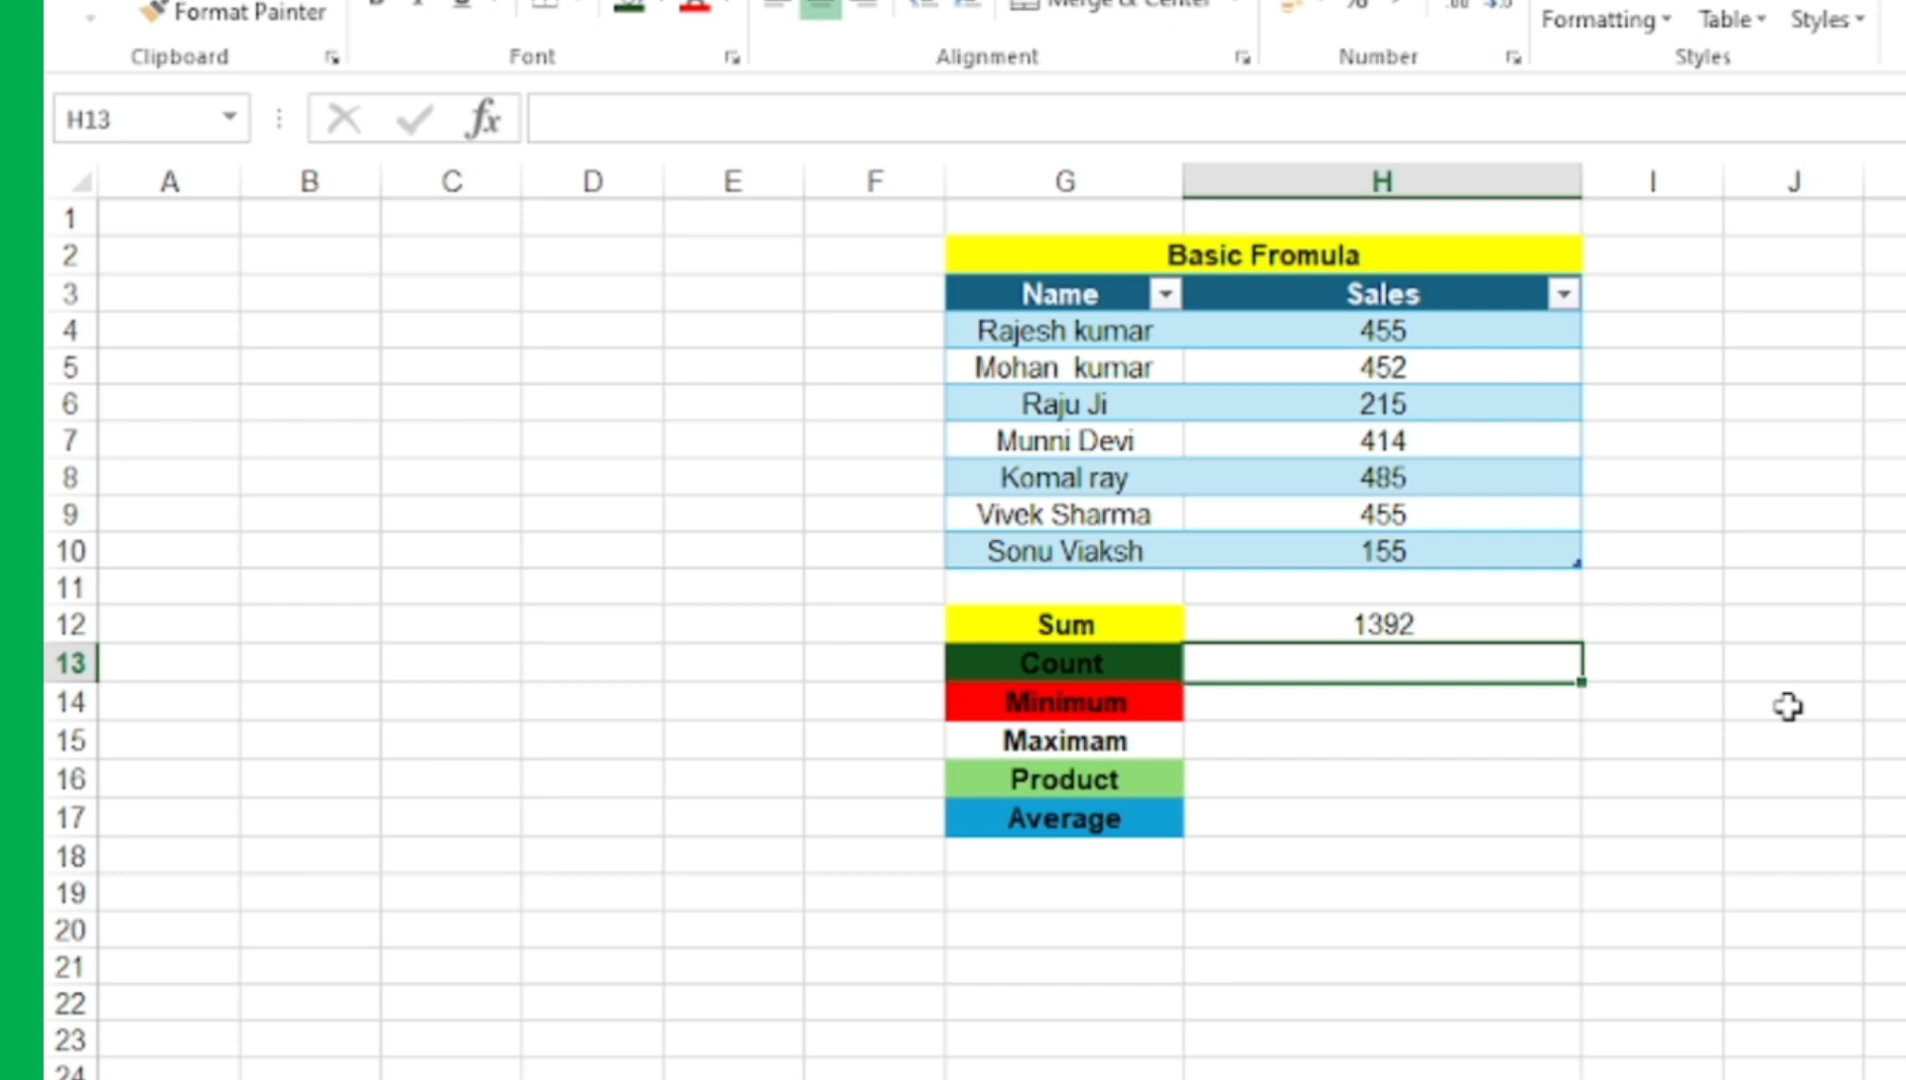 Format Painter
Merge & Center
Formatting Table Styles
Clipboard Font Alignment Number Styles
H13 fx
A B C D E F G H I J
1
2 Basic Fromula
3 Name Sales
4 Rajesh kumar 455
5 Mohan kumar 452
6 Raju Ji 215
7 Munni Devi 414
8 Komal ray 485
9 Vivek Sharma 455
10 Sonu Viaksh 155
11
12 Sum 1392
13 Count
14 Minimum
15 Maximam
16 Product
17 Average
18
19
20
21
22
23
24